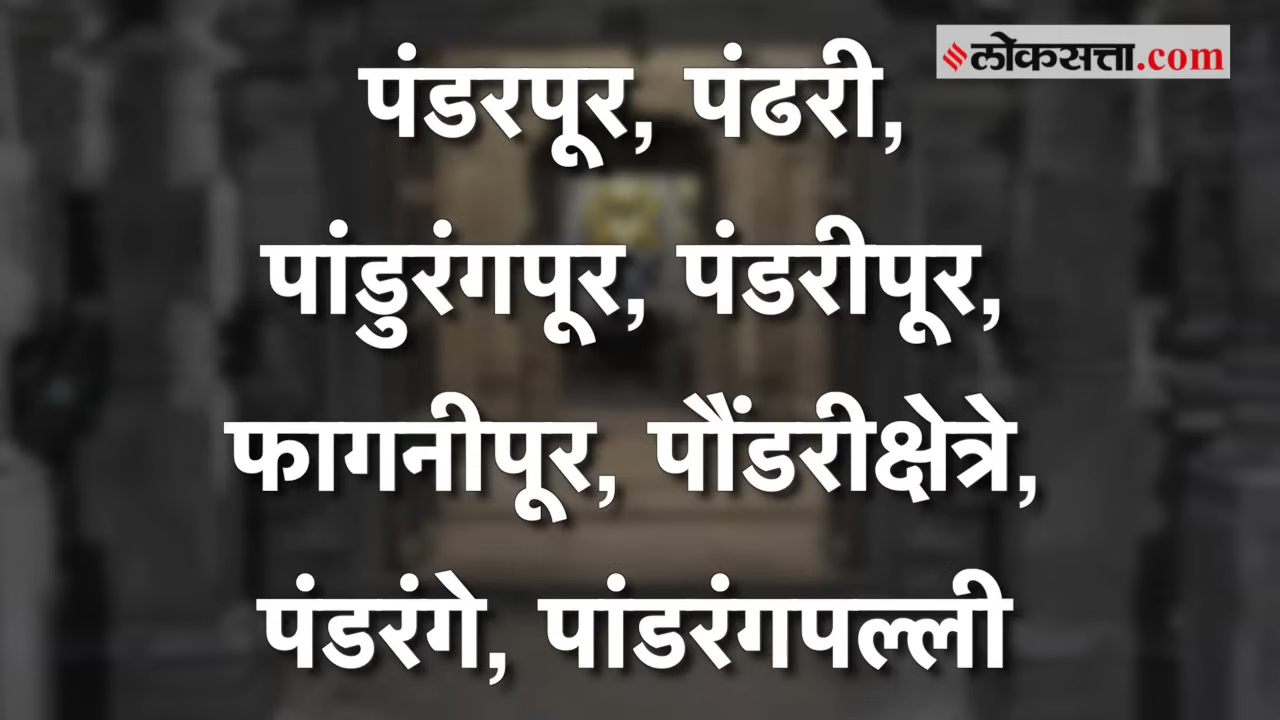 लोकसत्ता.com
पंडरपूर, पंढरी,
पांडुरंगपूर, पंडरीपूर,
फागनीपूर, पौंडरीक्षेत्रे,
पंडरंगे, पांडरंगपल्ली